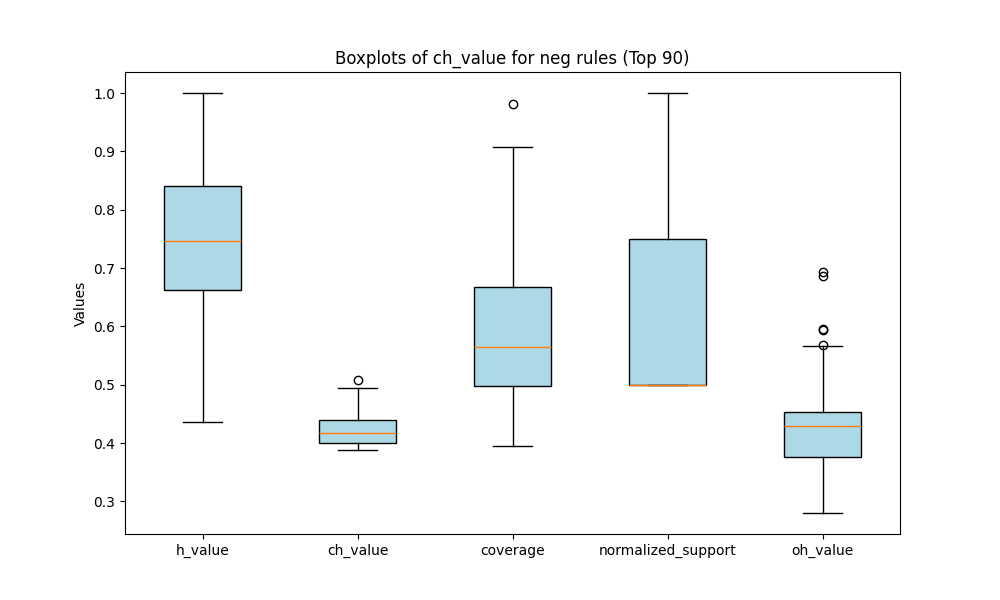 Boxplots of ch_value for neg rules (Top 90)
Values
1.0
0.9
0.8
0.7
0.6
0.5
0.4
0.3
h_value
ch_value
coverage
normalized_support
oh_value